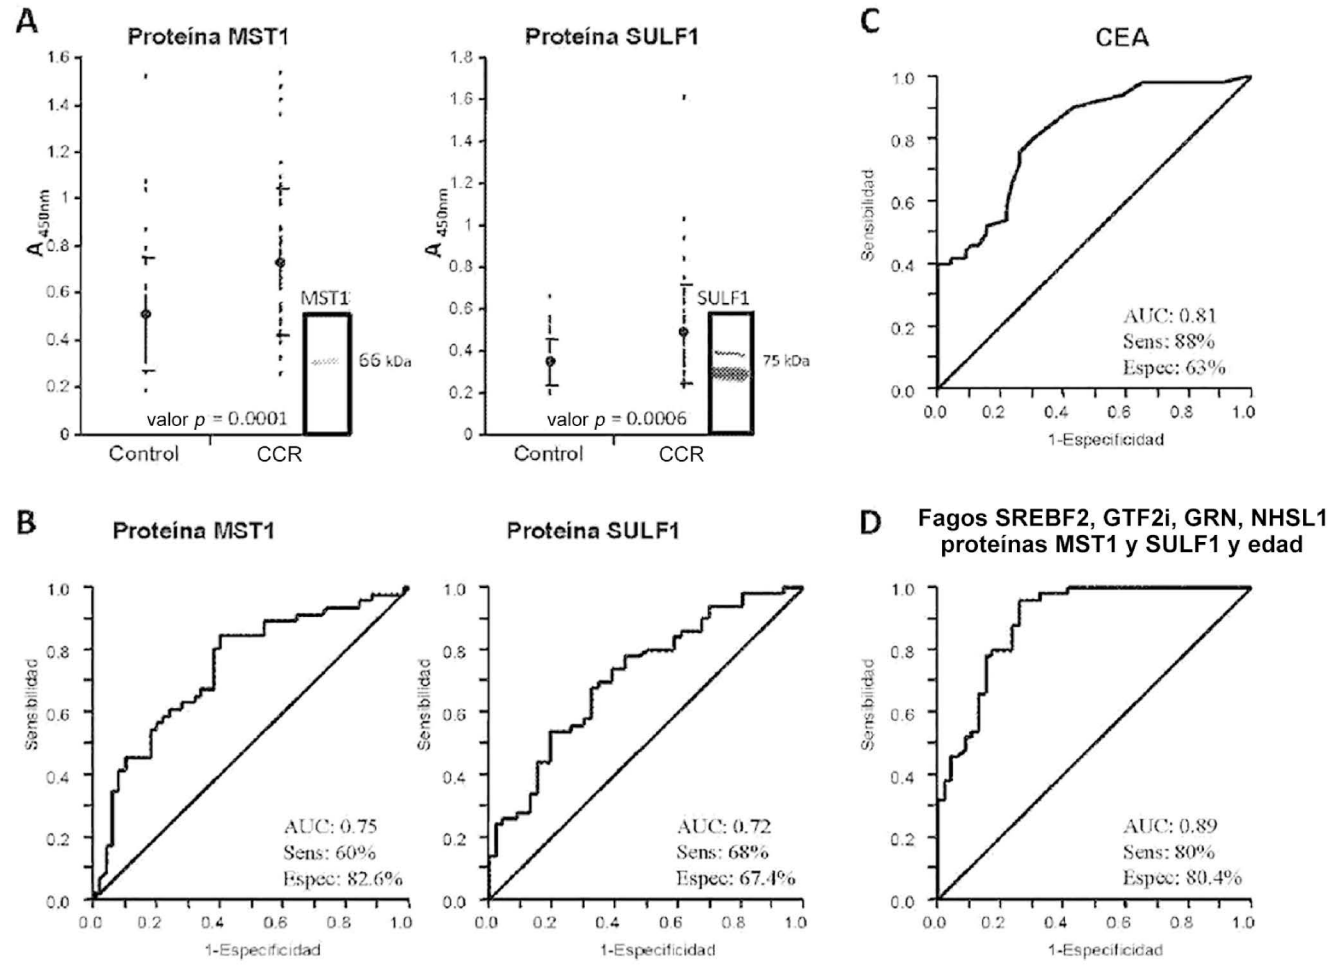 A
Proteína MST1
1.6
1.4
1.2
1
0.8
0.6
0.4
0.2
0
A 450nm
MST1
66 kDa
valor p = 0.0001
Control
CCR
Proteína SULF1
1.8
1.6
1.4
1.2
1
0.8
0.6
0.4
0.2
0
A 450nm
SULF1
75 kDa
valor p = 0.0006
Control
CCR
C
CEA
1.0
0.8
0.6
0.4
0.2
0.0
Sensibilidad
AUC: 0.81
Sens: 88%
Espec: 63%
0.0 0.2 0.4 0.6 0.8 1.0
1-Especificidad
B
Proteína MST1
1.0
0.8
0.6
0.4
0.2
0.0
Sensibilidad
AUC: 0.75
Sens: 60%
Espec: 82.6%
0.0 0.2 0.4 0.6 0.8 1.0
1-Especificidad
Proteína SULF1
1.0
0.8
0.6
0.4
0.2
0.0
Sensibilidad
AUC: 0.72
Sens: 68%
Espec: 67.4%
0.0 0.2 0.4 0.6 0.8 1.0
1-Especificidad
D
Fagos SREBF2, GTF2i, GRN, NHSL1
proteínas MST1 y SULF1 y edad
1.0
0.8
0.6
0.4
0.2
0.0
Sensibilidad
AUC: 0.89
Sens: 80%
Espec: 80.4%
0.0 0.2 0.4 0.6 0.8 1.0
1-Especificidad